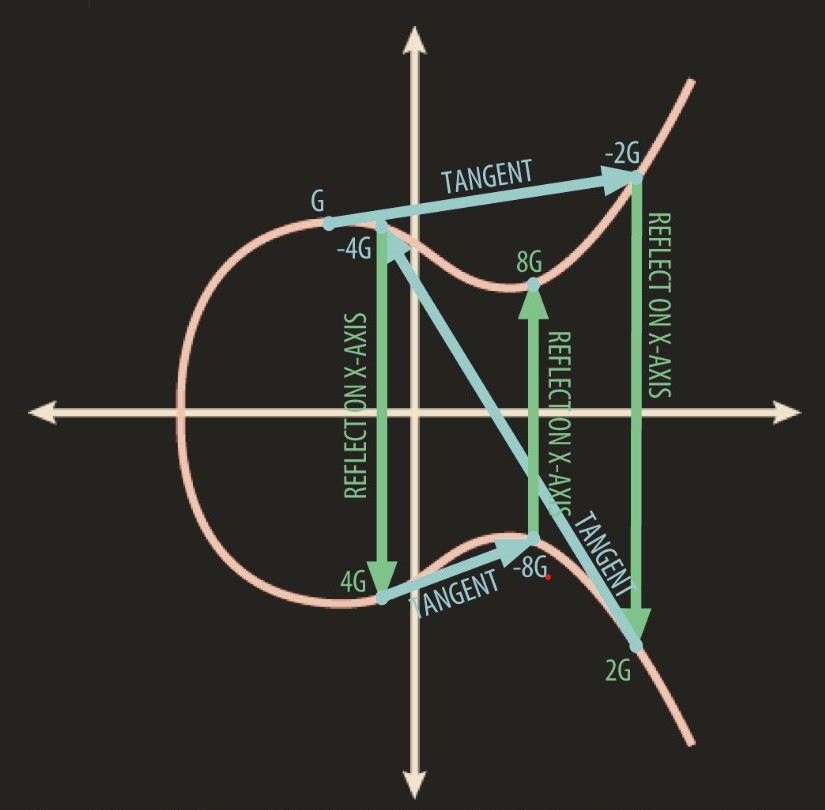 -2G
TANGENT
G
REFLECT ON X-AXIS
-4G
8G
REFLECT ON X-AXIS
REFLECT ON X-AXIS
TANGENT
-8G
4G
TANGENT
2G